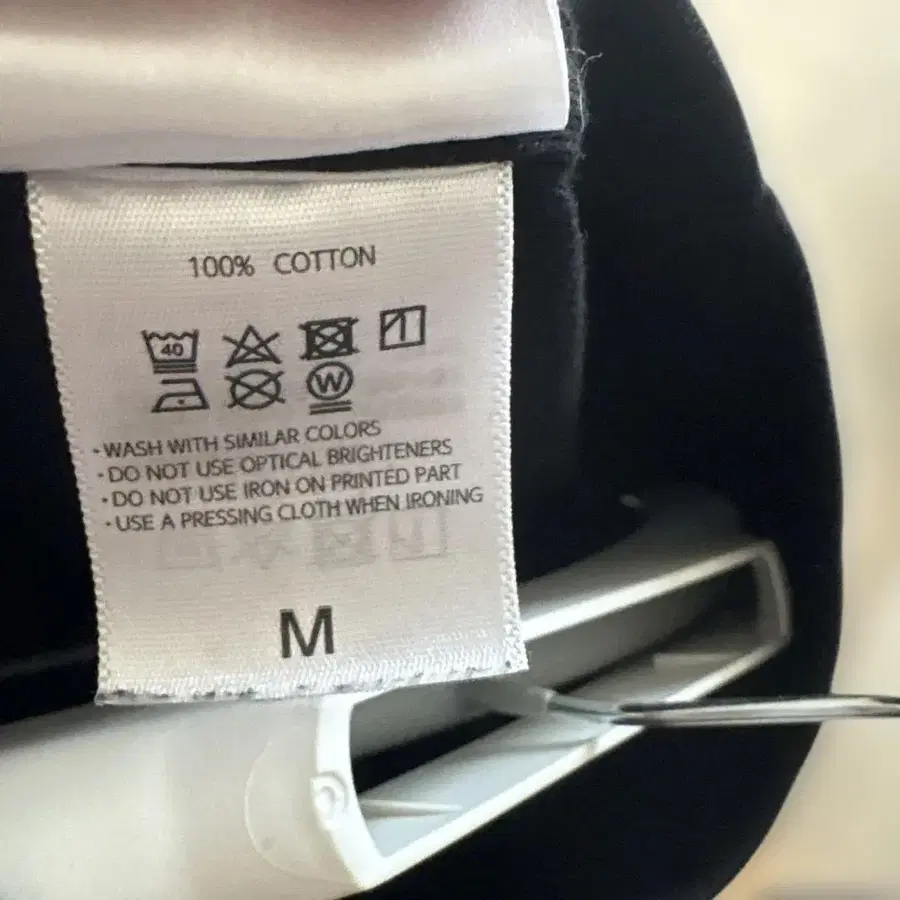 100% COTTON
40
W
·WASH WITH SIMILAR COLORS
·DO NOT USE OPTICAL BRIGHTENERS
·DO NOT USE IRON ON PRINTED PART
·USE A PRESSING CLOTH WHEN IRONING
M